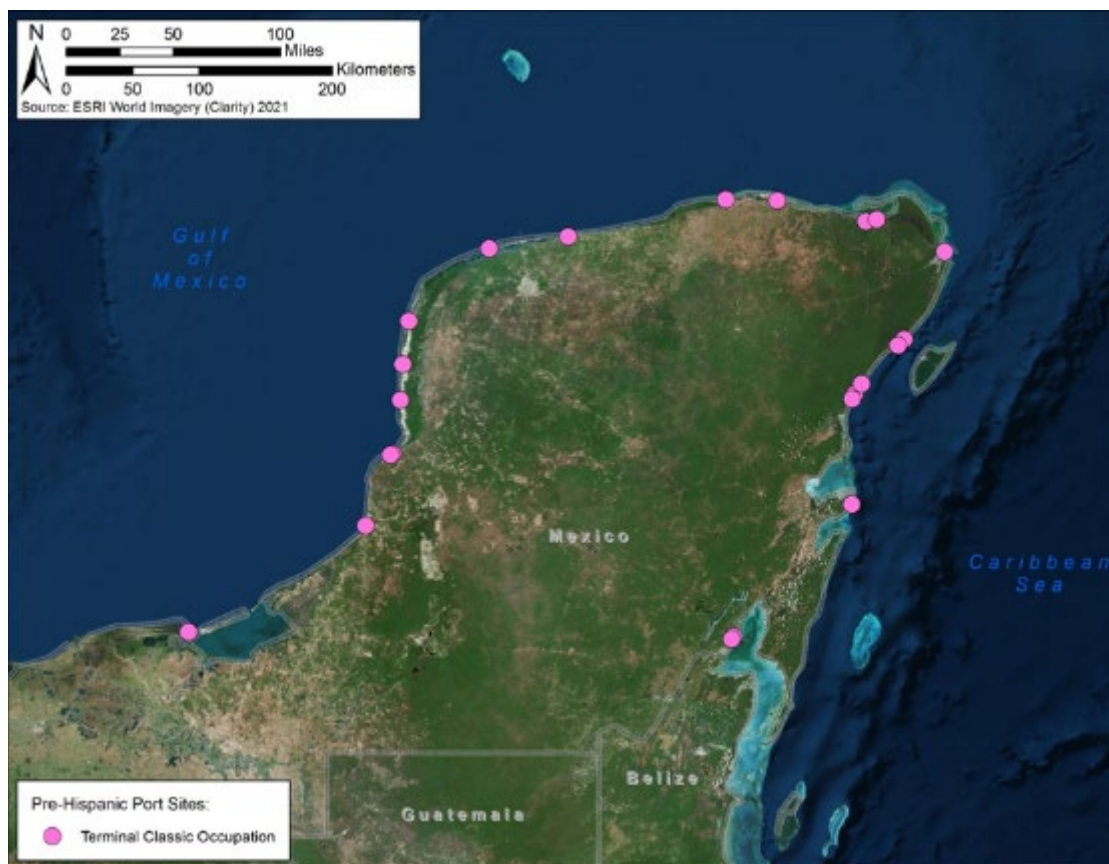 N
0 25 50 100
Miles
Kilometers
0 50 100 200
Source: ESRI World Imagery (Clarity) 2021
Gulf
of
Mexico
Mexico
Caribbean
Sea
Belize
Guatemala
Pre-Hispanic Port Sites:
Terminal Classic Occupation